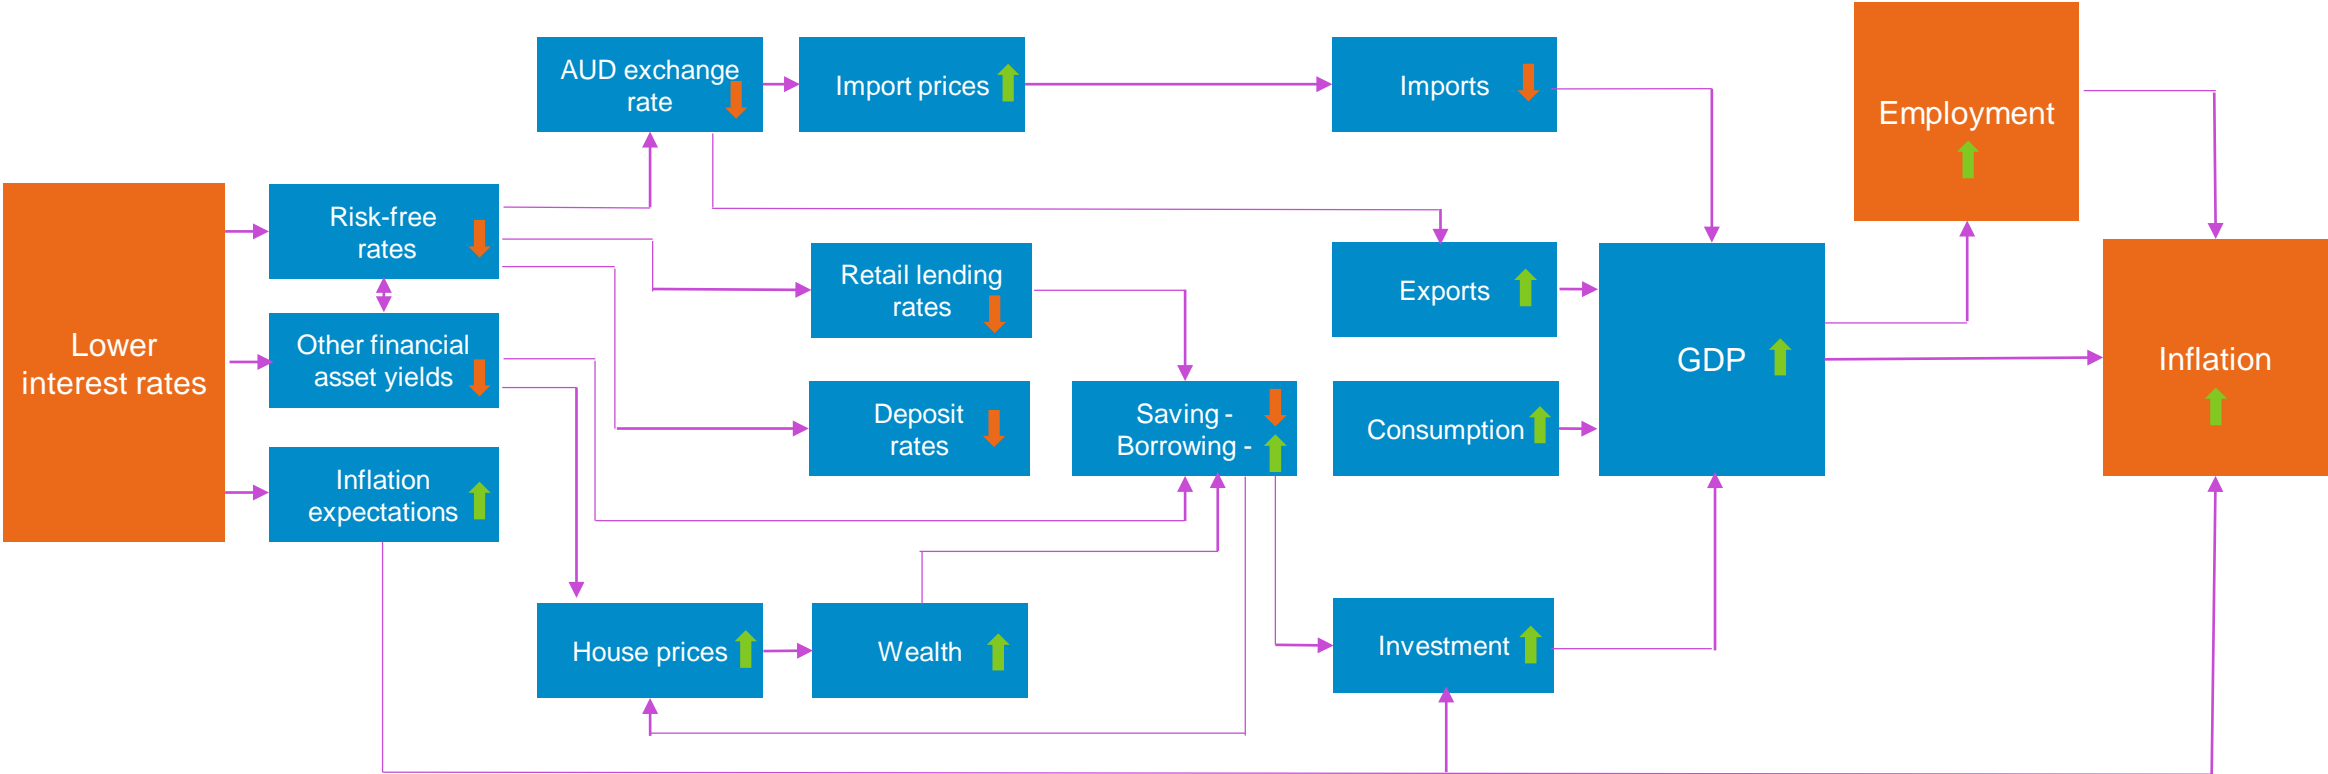 AUD exchange
rate
Import prices
Imports
Employment
Lower
interest rates
Risk-free
rates
Other financial
asset yields
Inflation
expectations
Retail lending
rates
Deposit
rates
Saving -
Borrowing -
Exports
Consumption
GDP
Inflation
House prices
Wealth
Investment